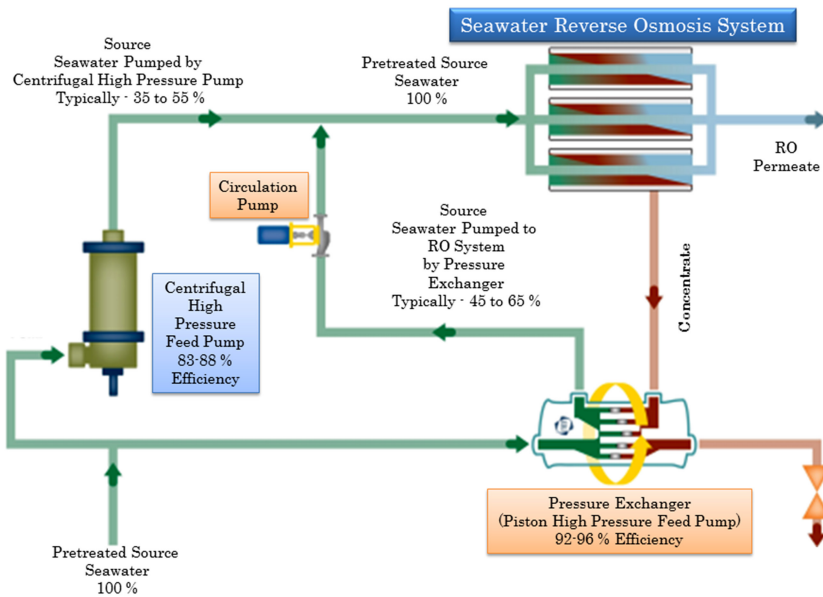 Seawater Reverse Osmosis System
Source
Seawater Pumped by
Centrifugal High Pressure Pump
Typically - 35 to 55 %
Pretreated Source
Seawater
100 %
RO
Permeate
Circulation
Pump
Source
Seawater Pumped to
RO System
by Pressure
Exchanger
Typically - 45 to 65 %
Concentrate
Centrifugal
High
Pressure
Feed Pump
83-88 %
Efficiency
Pressure Exchanger
(Piston High Pressure Feed Pump)
92-96 % Efficiency
Pretreated Source
Seawater
100 %